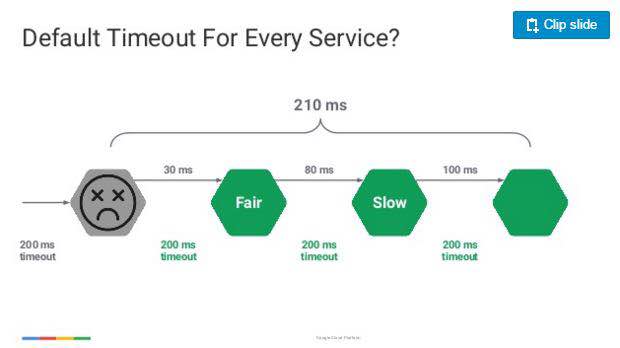 Default Timeout For Every Service?
Clip slide
210 ms
30 ms
80 ms
100 ms
Fair
Slow
200 ms
timeout
200 ms
timeout
200 ms
timeout
200 ms
timeout
Google Cloud Platform